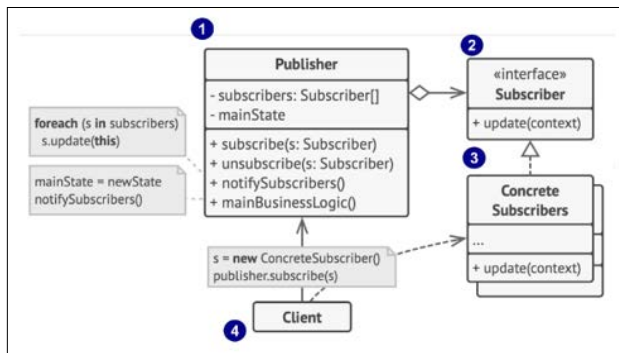 1
Publisher
- subscribers: Subscriber[]
- mainState
+ subscribe(s: Subscriber)
+ unsubscribe(s: Subscriber)
+ notifySubscribers()
+ mainBusinessLogic()
foreach (s in subscribers)
s.update(this)
mainState = newState
notifySubscribers()
2
«interface»
Subscriber
+ update(context)
3
Concrete
Subscribers
...
+ update(context)
s = new ConcreteSubscriber()
publisher.subscribe(s)
4
Client